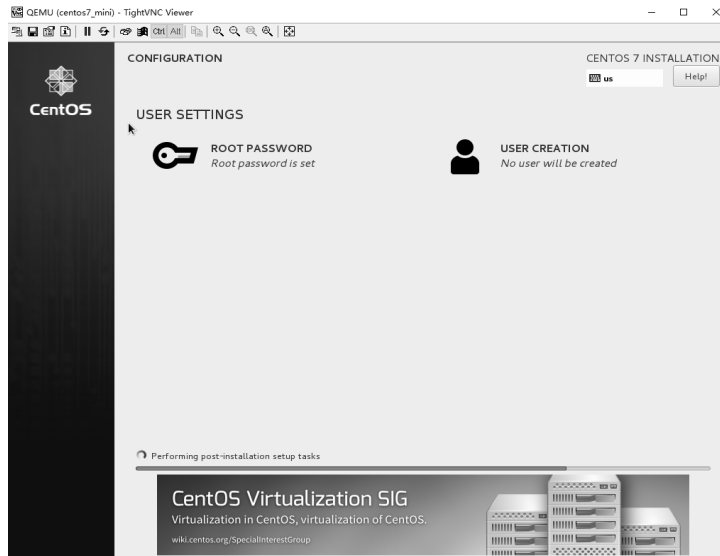 QEMU (centos7_mini) - TightVNC Viewer
Ctrl Alt
CONFIGURATION
CENTOS 7 INSTALLATION
us
Help!
CentOS
USER SETTINGS
ROOT PASSWORD
Root password is set
USER CREATION
No user will be created
Performing post-installation setup tasks
CentOS Virtualization SIG
Virtualization in CentOS, virtualization of CentOS.
wiki.centos.org/SpecialInterestGroup